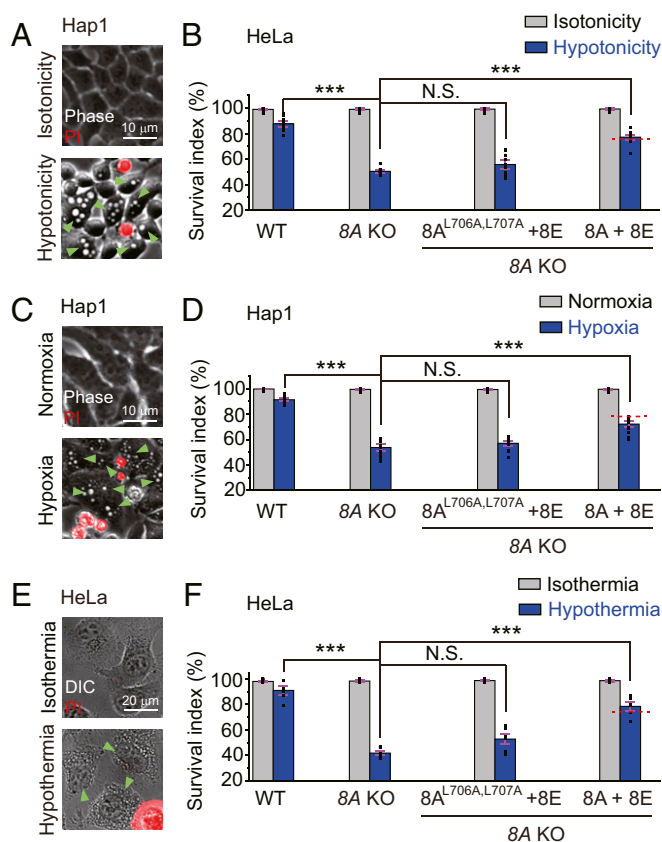 A
Hap1
Isotonicity
Phase
PI
10 μm
Hypotonicity
B
HeLa
Isotonicity
Hypotonicity
Survival index (%)
100
80
60
40
20
***
N.S.
***
WT
8A KO
8A^L706A,L707A +8E
8A + 8E
8A KO
C
Hap1
Normoxia
Phase
PI
10 μm
Hypoxia
D
Hap1
Normoxia
Hypoxia
Survival index (%)
100
80
60
40
20
***
N.S.
***
WT
8A KO
8A^L706A,L707A +8E
8A + 8E
8A KO
E
HeLa
Isothermia
DIC
PI
20 μm
Hypothermia
F
HeLa
Isothermia
Hypothermia
Survival index (%)
100
80
60
40
20
***
N.S.
***
WT
8A KO
8A^L706A,L707A +8E
8A + 8E
8A KO